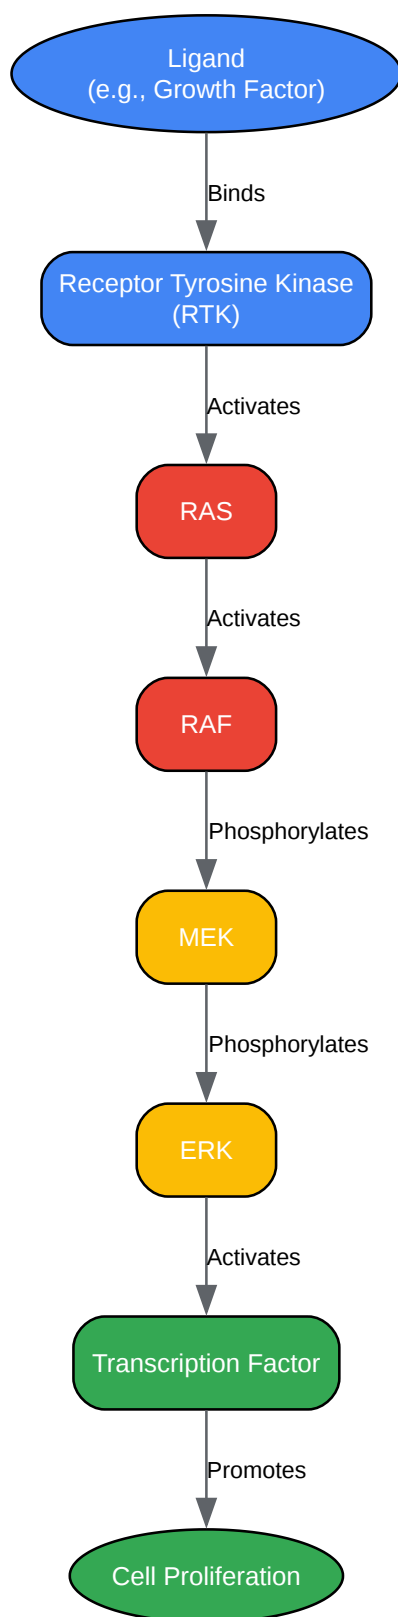 Ligand
(e.g., Growth Factor)
Binds
Receptor Tyrosine Kinase
(RTK)
Activates
RAS
Activates
RAF
Phosphorylates
MEK
Phosphorylates
ERK
Activates
Transcription Factor
Promotes
Cell Proliferation